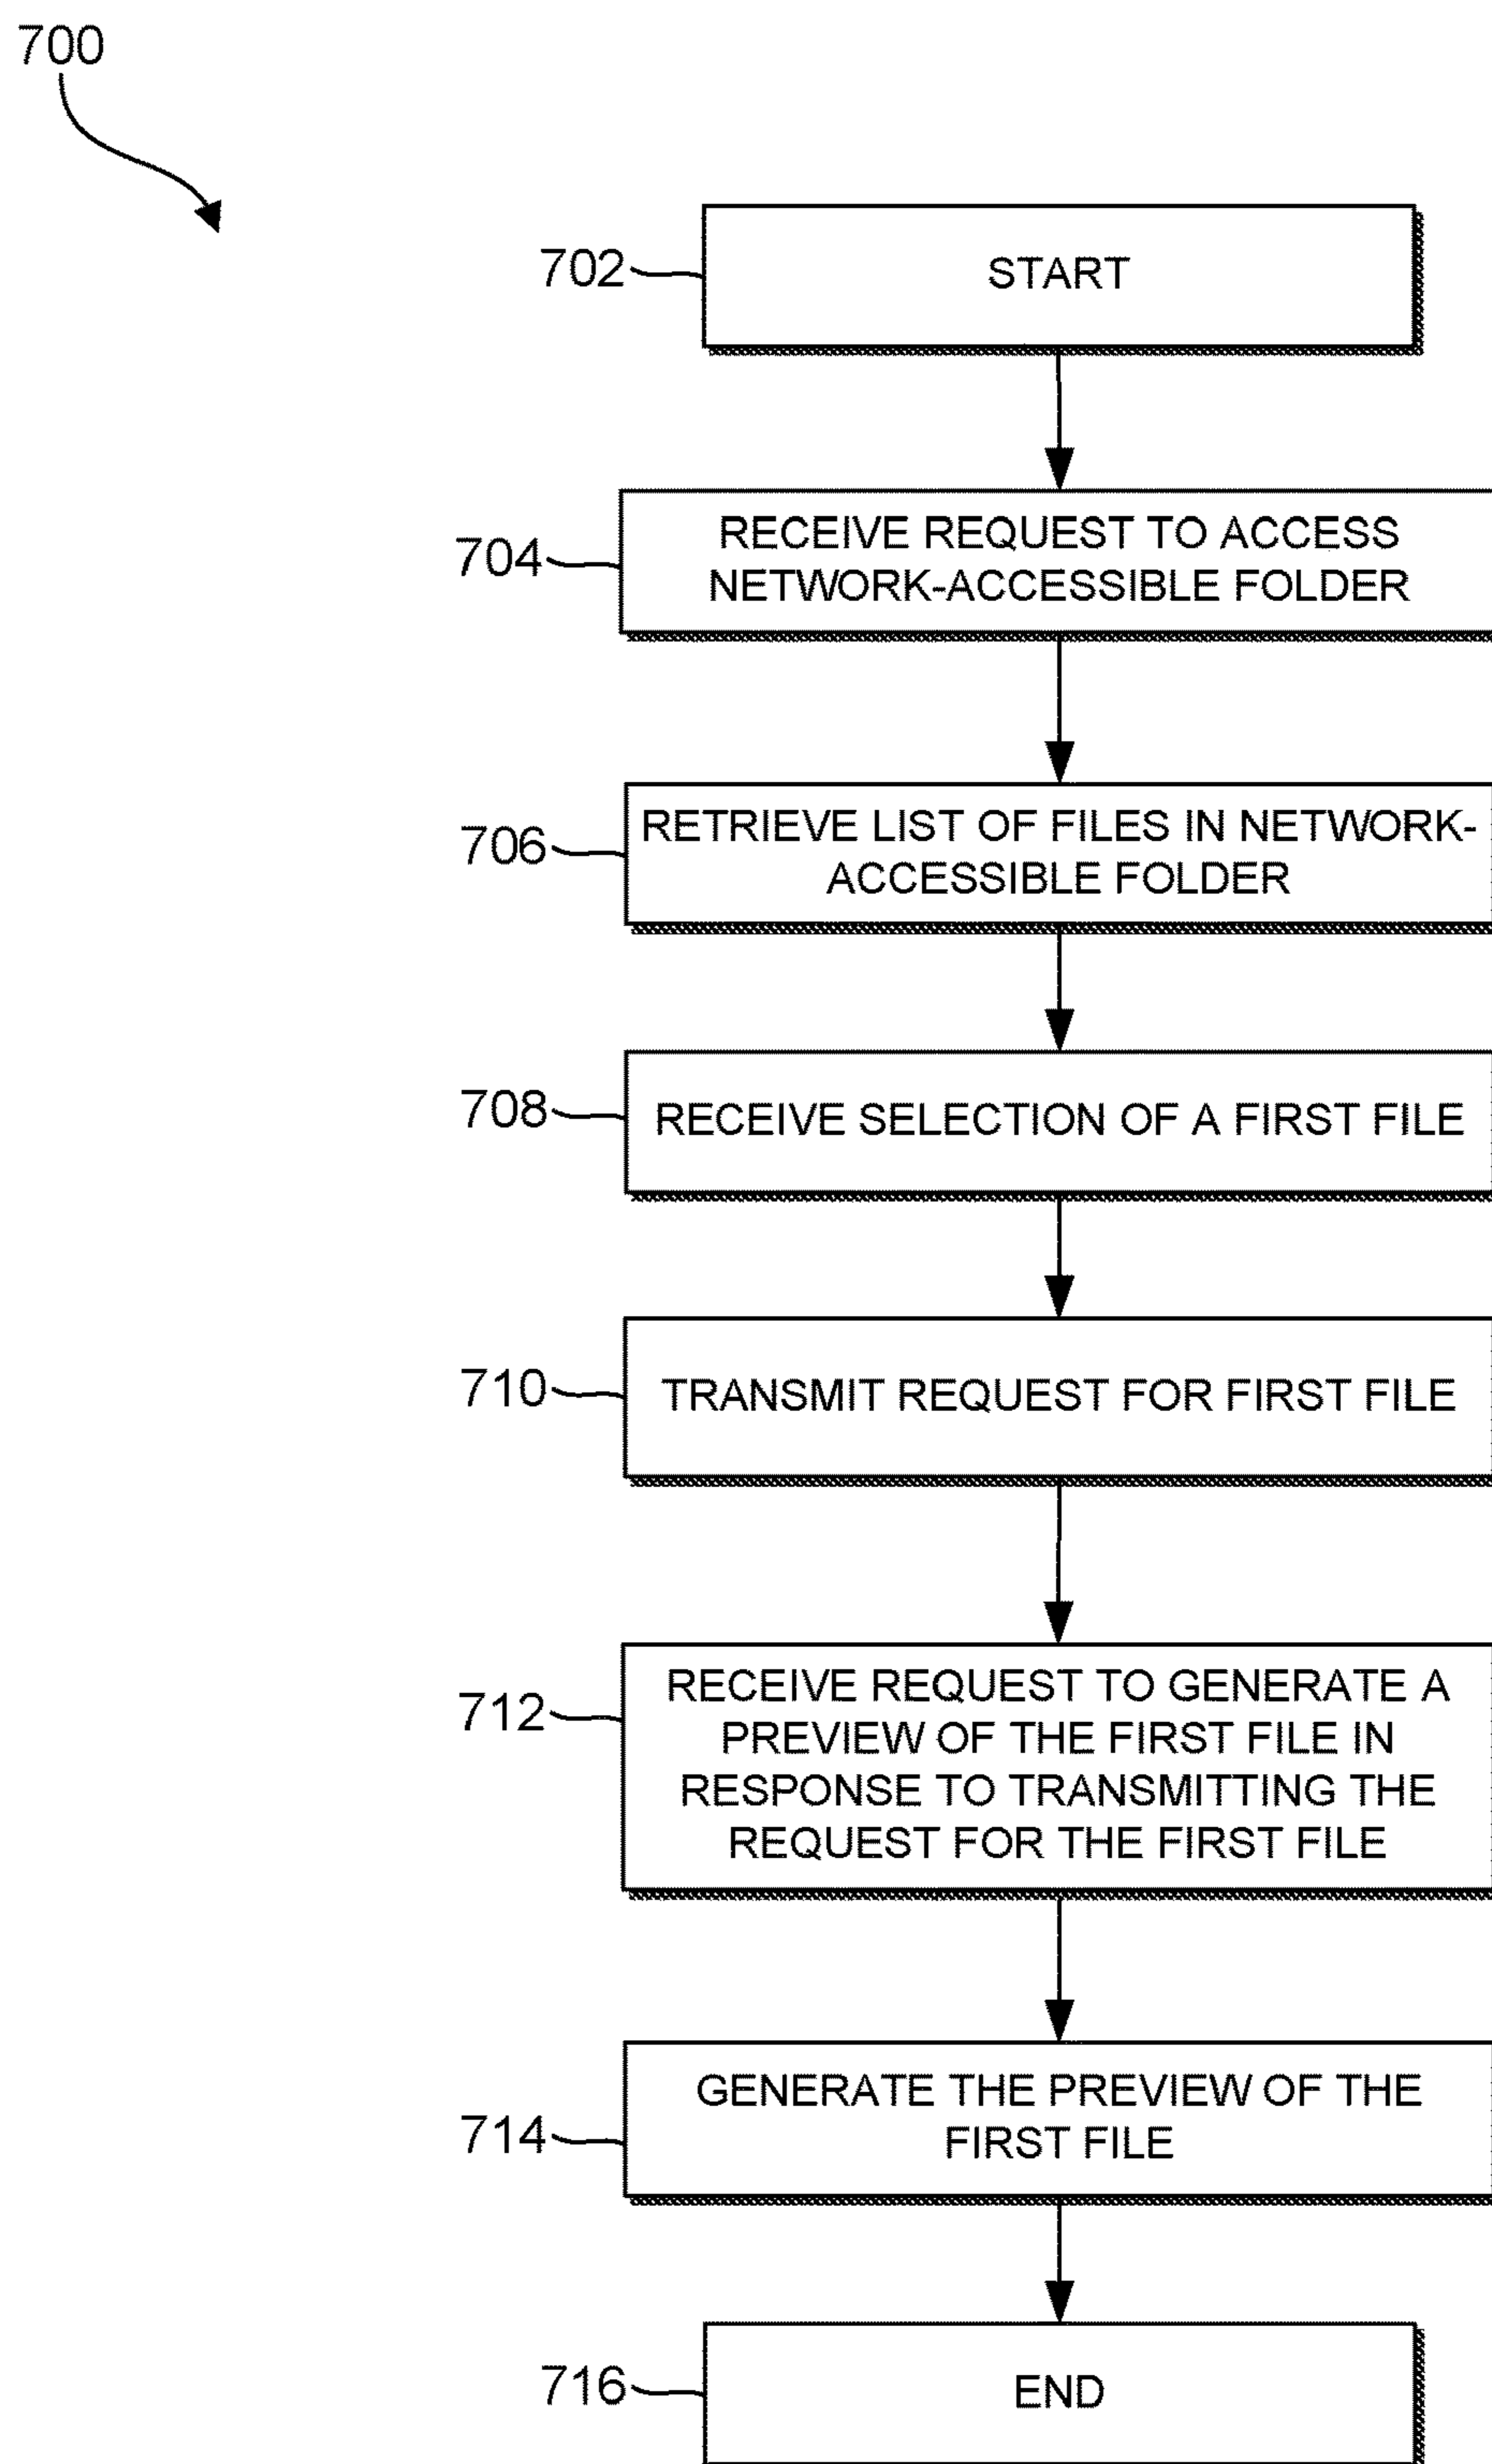 700
702
START
704
RECEIVE REQUEST TO ACCESS
NETWORK-ACCESSIBLE FOLDER
706
RETRIEVE LIST OF FILES IN NETWORK-
ACCESSIBLE FOLDER
708
RECEIVE SELECTION OF A FIRST FILE
710
TRANSMIT REQUEST FOR FIRST FILE
712
RECEIVE REQUEST TO GENERATE A
PREVIEW OF THE FIRST FILE IN
RESPONSE TO TRANSMITTING THE
REQUEST FOR THE FIRST FILE
714
GENERATE THE PREVIEW OF THE
FIRST FILE
716
END